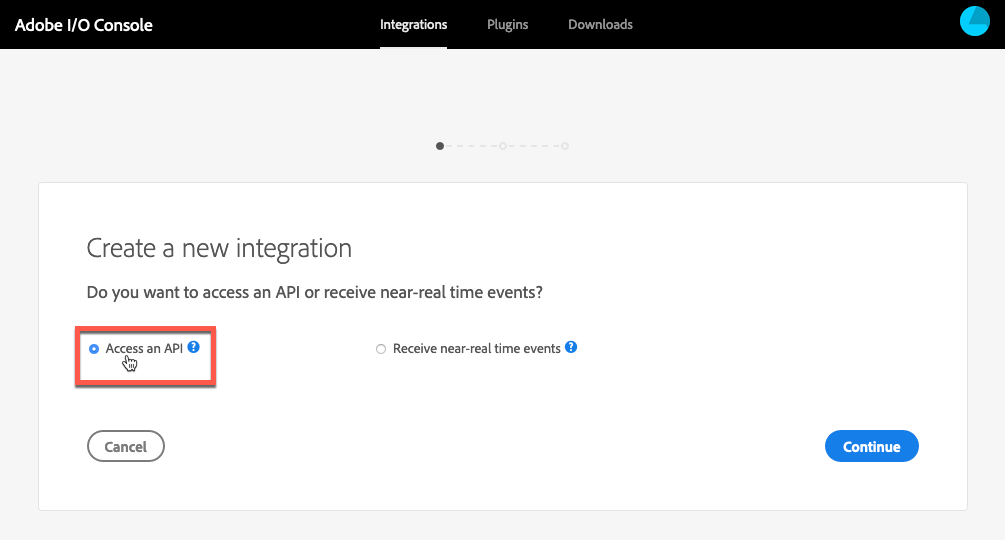 Adobe I/O Console
Integrations
Plugins
Downloads
Create a new integration
Do you want to access an API or receive near-real time events?
Access an API ?
Receive near-real time events ?
Cancel
Continue